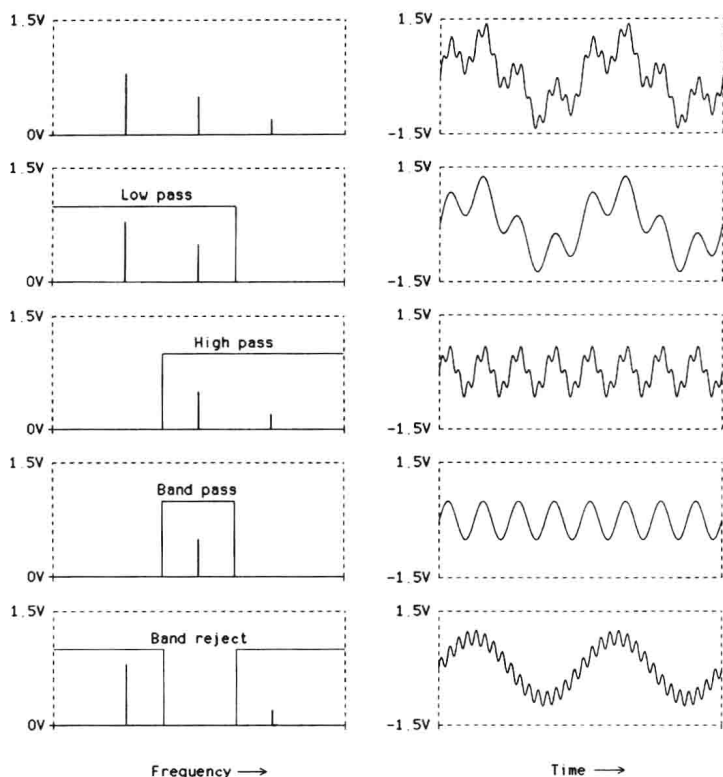 1.5V
0V
1.5V
-1.5V
1.5V
Low pass
0V
1.5V
-1.5V
1.5V
High pass
0V
1.5V
-1.5V
1.5V
Band pass
0V
1.5V
-1.5V
1.5V
Band reject
0V
1.5V
-1.5V
Frequency →
Time →